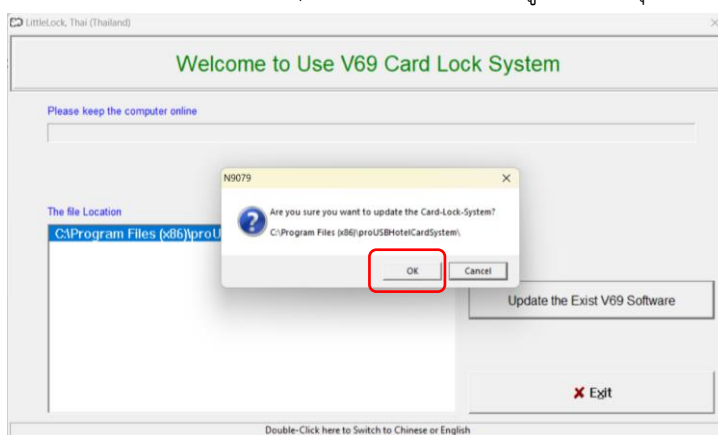 LittleLock, Thai (Thailand)
Welcome to Use V69 Card Lock System
Please keep the computer online
N9079
Are you sure you want to update the Card-Lock-System?
C:\Program Files (x86)\proUSBHotelCardSystem\
The file Location
C:\Program Files (x86)\proU
OK
Cancel
Update the Exist V69 Software
Exit
Double-Click here to Switch to Chinese or English